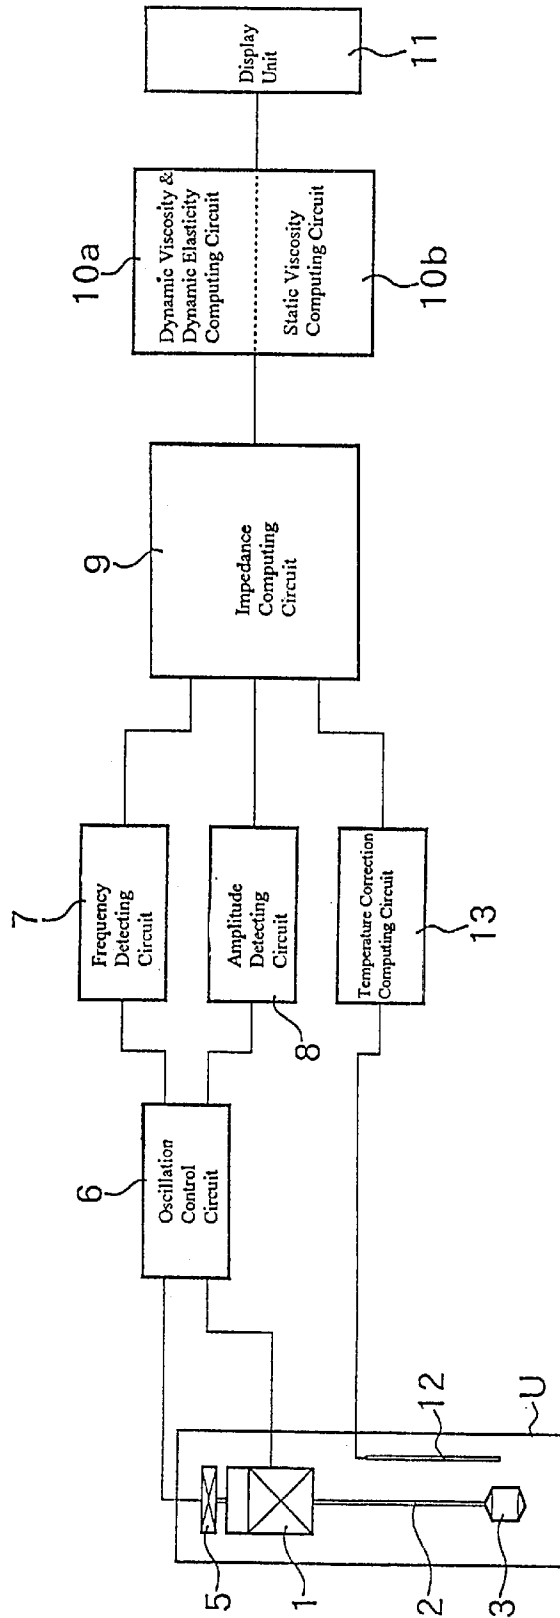 5
1
2
3
12
U
6
Oscillation
Control
Circuit
7
Frequency
Detecting
Circuit
Amplitude
Detecting
Circuit
8
Temperature Correction
Computing Circuit
13
9
Impedance
Computing
Circuit
10a
Dynamic Viscosity &
Dynamic Elasticity
Computing Circuit
Static Viscosity
Computing Circuit
10b
Display
Unit
11